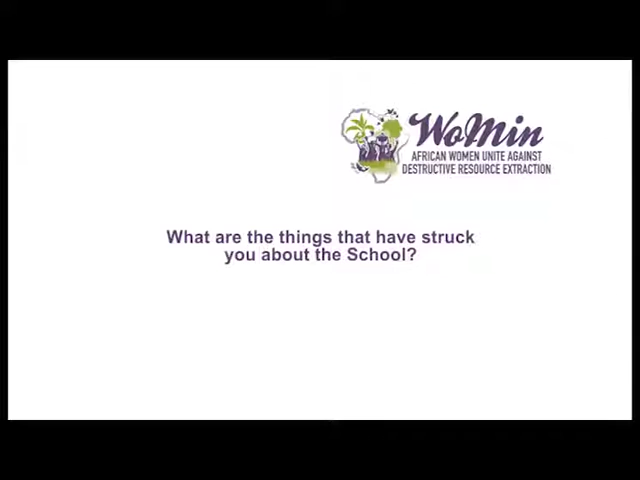 WoMin
AFRICAN WOMEN UNITE AGAINST
DESTRUCTIVE RESOURCE EXTRACTION
What are the things that have struck
you about the School?